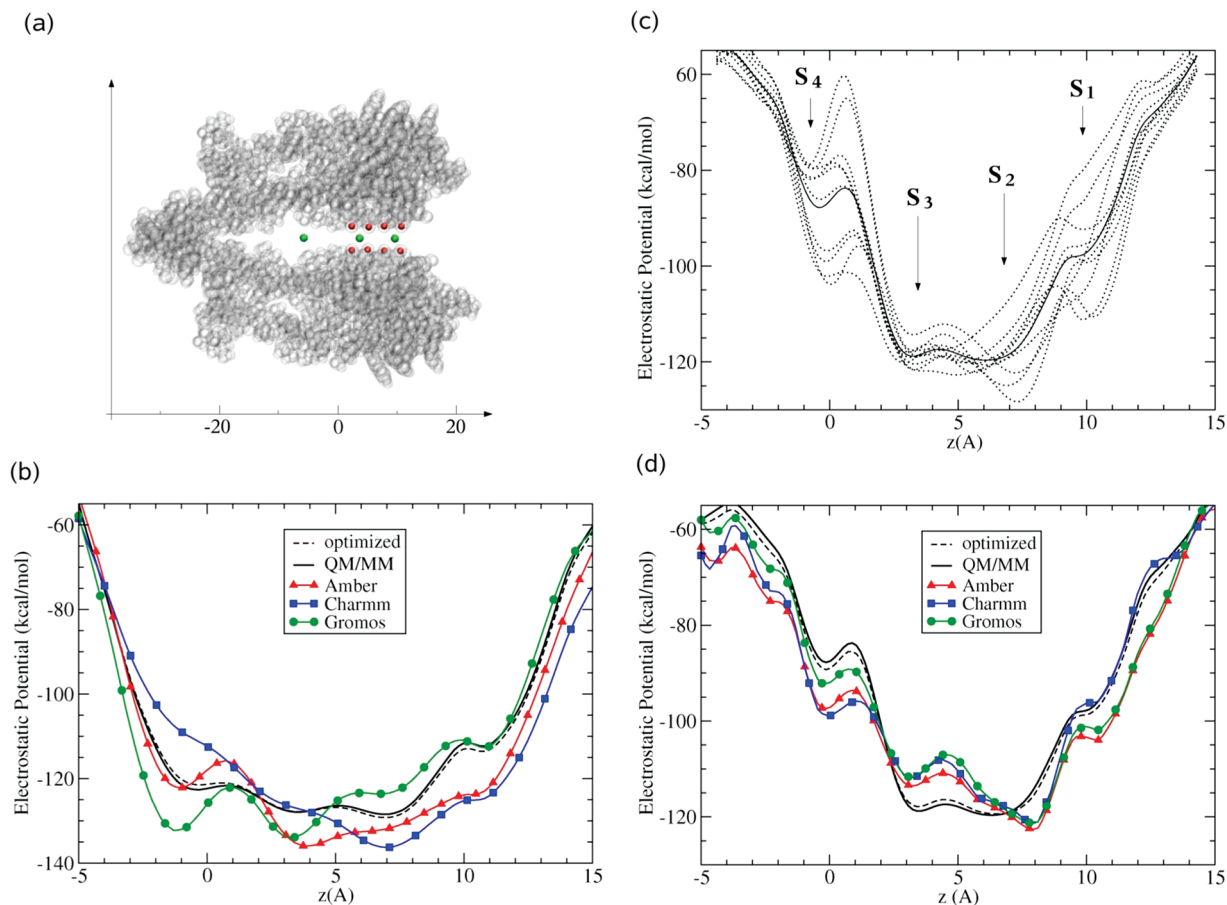 (a)
-20
0
20
(c)
60
-80
-100
-120
-5
0
5
10
15
Electrostatic Potential (kcal/mol)
z(A)
S4
S3
S2
S1
(b)
-60
-80
-100
-120
-140
-5
0
5
10
15
Electrostatic Potential (kcal/mol)
z(A)
optimized
QM/MM
Amber
Charmm
Gromos
(d)
-60
-80
-100
-120
-5
0
5
10
15
Electrostatic Potential (kcal/mol)
z (A)
optimized
QM/MM
Amber
Charmm
Gromos